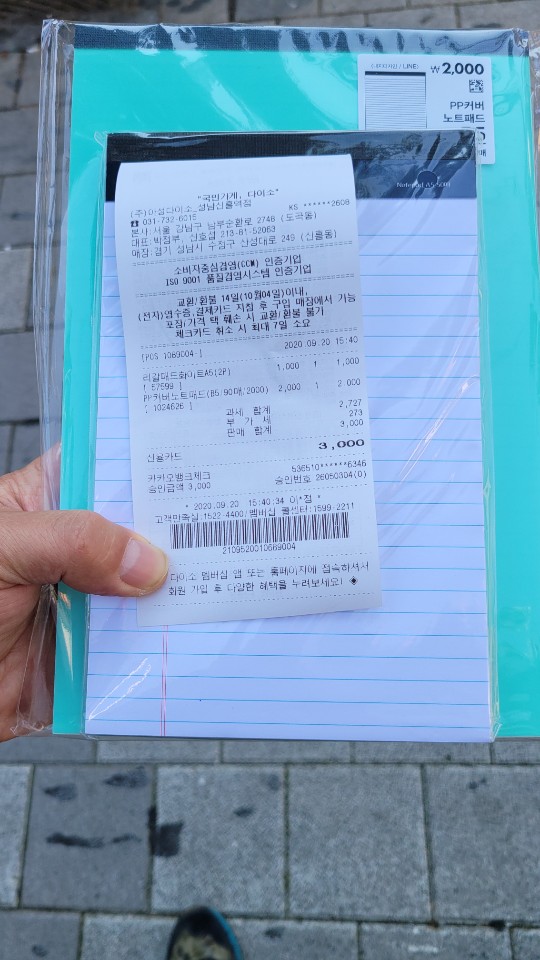 ₩2,000
PP커버
노트패드
"국민가게, 다이소"
(주)아성다이소_성남신흥역점
☎ 031-732-6015 KS ******2608
본사:서울 강남구 남부순환로 2748 (도곡동)
대표:박정부, 신호섭 213-81-52063
매장:경기 성남시 수정구 산성대로 249 (신흥동)
소비자중심경영(CCM) 인증기업
ISO 9001 품질경영시스템 인증기업
교환/환불 14일(10월04일)이내,
(전자)영수증,결제카드 지참 후 구입 매장에서 가능
포장/가격 택 훼손 시 교환/환불 불가
체크카드 취소 시 최대 7일 소요
[POS 1089004-] 2020.09.20 15:40
리갈패드화이트A5(2P) 1,000 1 1,000
[ 57599 ]
PP커버노트패드(B5/90매/2000) 2,000 1 2,000
[ 1024626 ]
과세 합계 2,727
부 가 세 273
판매 합계 3,000
신용카드 3,000
카카오뱅크체크 536510******6346
승인금액 3,000 승인번호 26050304(0)
* 2020.09.20 15:40:34 이*정 *
고객만족실:1522-4400/멤버십 콜센터:1599-2211
2109520010899004
다이소 멤버십 앱 또는 홈페이지에 접속하셔서
회원 가입 후 다양한 혜택을 누려보세요! ◈